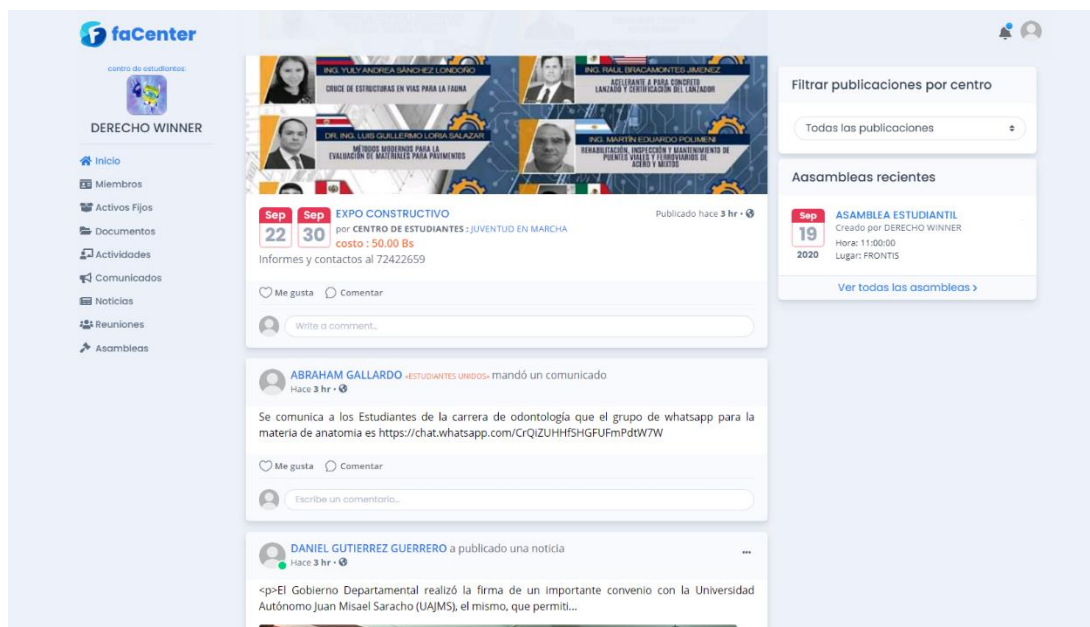 faCenter
centro de estudiantes:
DERECHO WINNER
Inicio
Miembros
Activos Fijos
Documentos
Actividades
Comunicados
Noticias
Reuniones
Asambleas
ING. YULY ANDREA SÁNCHEZ LONDOÑO
CRUCE DE ESTRUCTURAS EN VIAS PARA LA FAUNA
ING. RAUL BRACAMONTES JIMENEZ
ACELERANTE A PARA CONCRETO
LANZADO Y CERTIFICACIÓN DEL LANZADOR
DR. ING. LUIS GUILLERMO LORIA SALAZAR
MÉTODOS MODERNOS PARA LA
EVALUACIÓN DE MATERIALES PARA PAVIMENTOS
ING. MARTÍN EDUARDO POLIMENI
REHABILITACIÓN, INSPECCIÓN Y MANTENIMIENTO DE
PUENTES VIALES Y FERROVIARIOS DE
ACERO Y MIXTOS
Sep 22
Sep 30
EXPO CONSTRUCTIVO
Publicado hace 3 hr •
por CENTRO DE ESTUDIANTES : JUVENTUD EN MARCHA
costo : 50.00 Bs
Informes y contactos al 72422659
Me gusta Comentar
Write a comment..
ABRAHAM GALLARDO «ESTUDIANTES UNIDOS» mandó un comunicado
Hace 3 hr •
Se comunica a los Estudiantes de la carrera de odontología que el grupo de whatsapp para la
materia de anatomia es https://chat.whatsapp.com/CrQiZUHHfSHGFUFmPdtW7W
Me gusta Comentar
Escribe un comentario..
DANIEL GUTIERREZ GUERRERO a publicado una noticia
...
Hace 3 hr •
<p>El Gobierno Departamental realizó la firma de un importante convenio con la Universidad
Autónomo Juan Misael Saracho (UAJMS), el mismo, que permiti...
Filtrar publicaciones por centro
Todas las publicaciones
Aasambleas recientes
Sep
19
2020
ASAMBLEA ESTUDIANTIL
Creado por DERECHO WINNER
Hora: 11:00:00
Lugar: FRONTIS
Ver todas las asambleas >